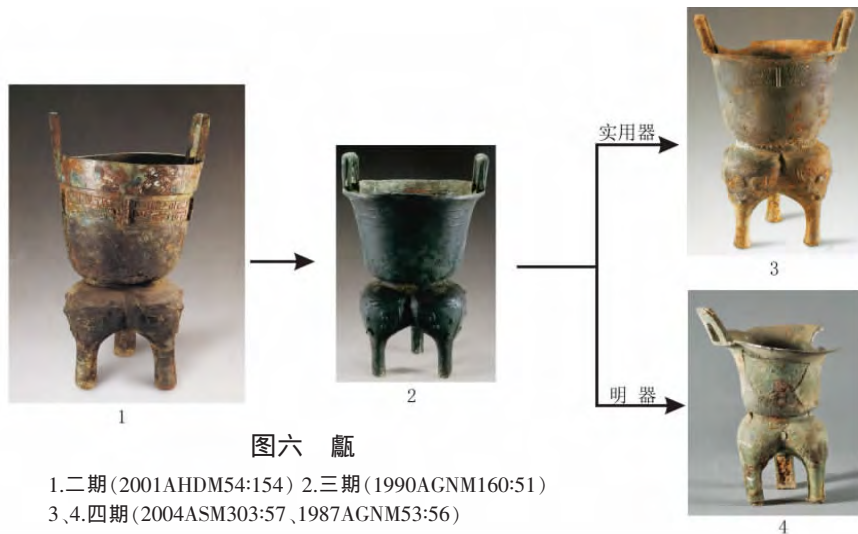 实用器
3
1
2
明器
4
图六 甗
1.二期(2001AHDM54:154) 2.三期(1990AGNM160:51)
3、4.四期(2004ASM303:57、1987AGNM53:56)